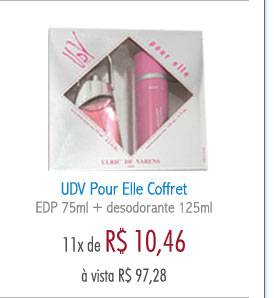 UDV
pour elle
ULRIC DE VARENS
UDV Pour Elle Coffret
EDP 75ml + desodorante 125ml
11x de R$ 10,46
à vista R$ 97,28